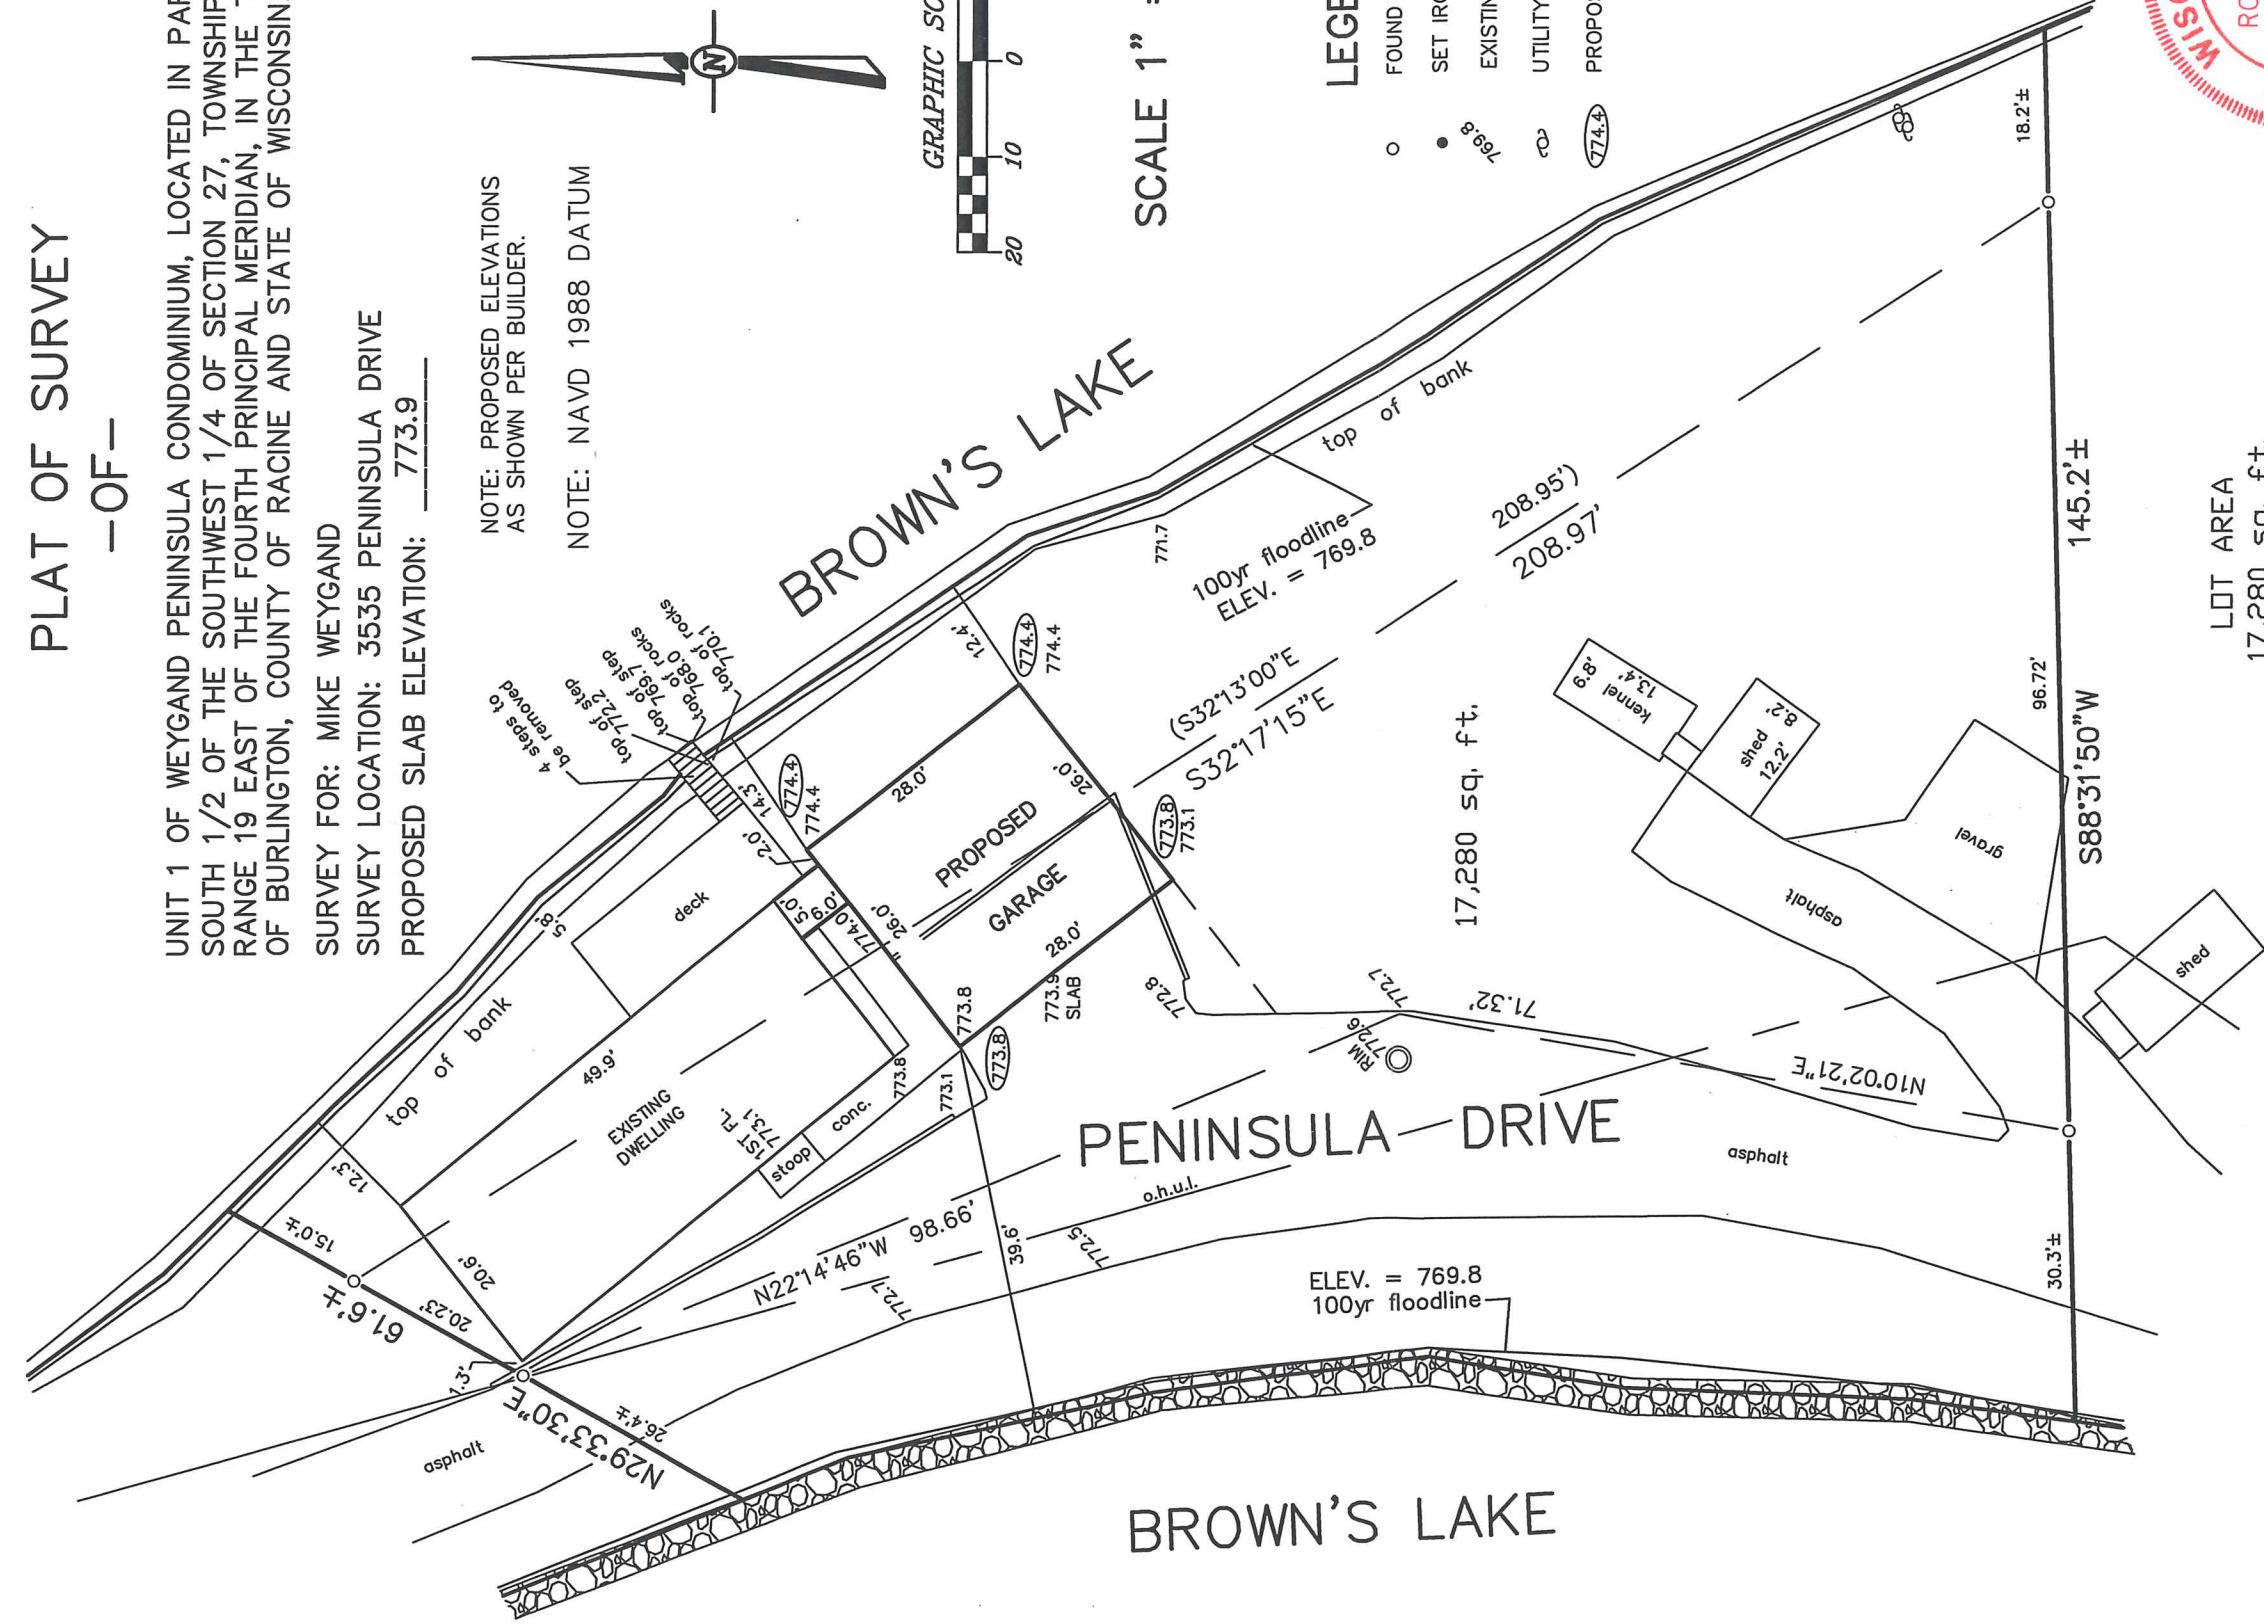 PLAT OF SURVEY
-OF-
UNIT 1 OF WEYGAND PENINSULA CONDOMINIUM, LOCATED IN
SOUTH 1/2 OF THE SOUTHWEST 1/4 OF SECTION 27, TOWNSHIP
RANGE 19 EAST OF THE FOURTH PRINCIPAL MERIDIAN, IN THE
OF BURLINGTON, COUNTY OF RACINE AND STATE OF
SURVEY FOR: MIKE WEYGAND
SURVEY LOCATION: 3535 PENINSULA DRIVE
PROPOSED SLAB ELEVATION: 773.9
NOTE: PROPOSED ELEVATIONS
AS SHOWN PER BUILDER.
NOTE: NAVD 1988 DATUM
N
GRAPHIC
20
10
0
SCALE 1" =
FOUND
SET
769.8
UTILITY
774.4
BROWN'S LAKE
4 steps to
be removed
top of step
772.2
top of step
769.7
top of rocks
768.0
top of rocks
770.1
top of bank
5.8'
deck
2.0'
14.3'
774.4
774.4
12.4'
774.4
774.4
28.0'
PROPOSED
GARAGE
26.0'
26.0'
28.0'
5.0'
6.0'
774.0
773.8
773.8
773.9
SLAB
773.8
773.1
772.8
771.7
100yr floodline
ELEV. = 769.8
top of bank
208.95')
208.97'
(S32°13'00"E
S32°17'15"E
17,280 sq. ft.
49.9'
EXISTING
DWELLING
1ST FL.
773.1
stoop
conc.
773.8
773.1
12.3'
15.0'±
20.6'
20.23'
61.6'±
1.3'
N29°33'30"E
26.4'±
asphalt
N22°14'46"W
98.66'
772.7
39.6'
772.5
o.h.u.l.
PENINSULA DRIVE
RIM
772.6
772.7
71.32'
N10°02'21"E
asphalt
asphalt
gravel
kennel
9.8'
13.4'
shed
8.2'
12.2'
shed
18.2'±
96.72'
145.2'±
S88°31'50"W
30.3'±
ELEV. = 769.8
100yr floodline
BROWN'S LAKE
LOT AREA
17,280 sq. ft.